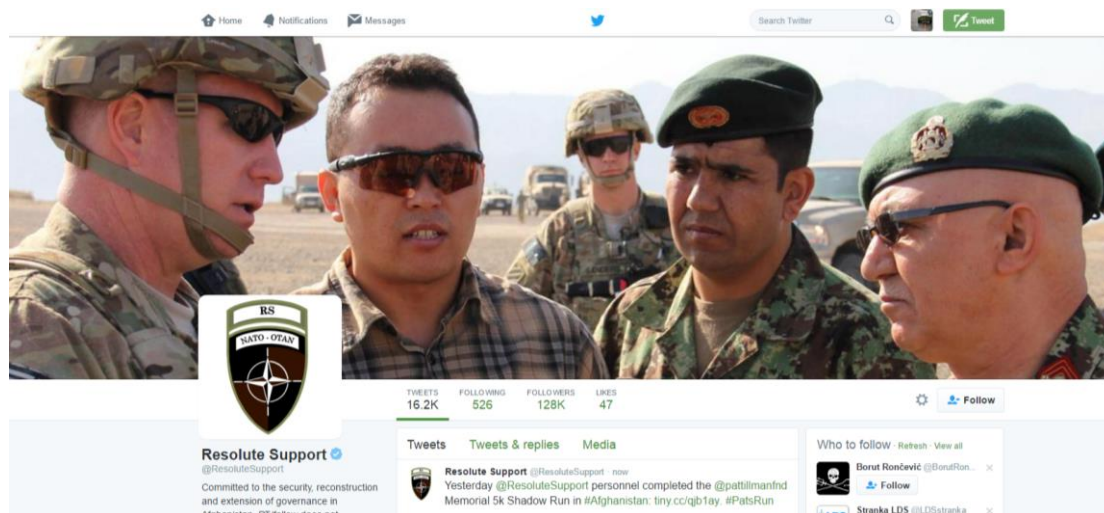 Home
Notifications
Messages
Search Twitter
Tweet
RS
NATO - OTAN
TWEETS
FOLLOWING
FOLLOWERS
LIKES
16.2K
526
128K
47
Follow
Resolute Support
@ResoluteSupport
Committed to the security, reconstruction
and extension of governance in
Tweets
Tweets & replies
Media
Resolute Support @ResoluteSupport · now
Yesterday @ResoluteSupport personnel completed the @pattillmanfnd
Memorial 5k Shadow Run in #Afghanistan: tiny.cc/qjb1ay. #PatsRun
Who to follow · Refresh · View all
Borut Rončević @BorutRon...
Follow
Stranka LDS @LDSstranka